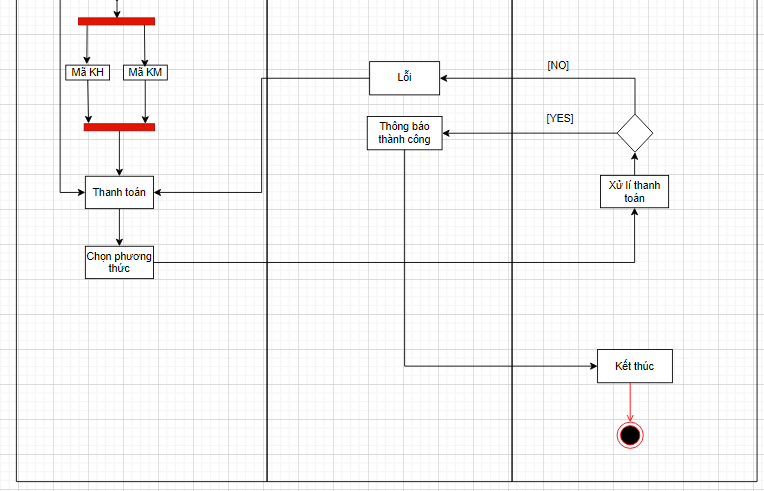 Mã KH
Mã KM
Lỗi
[NO]
Thông báo
thành công
[YES]
Thanh toán
Xử lí thanh
toán
Chọn phương
thức
Kết thúc